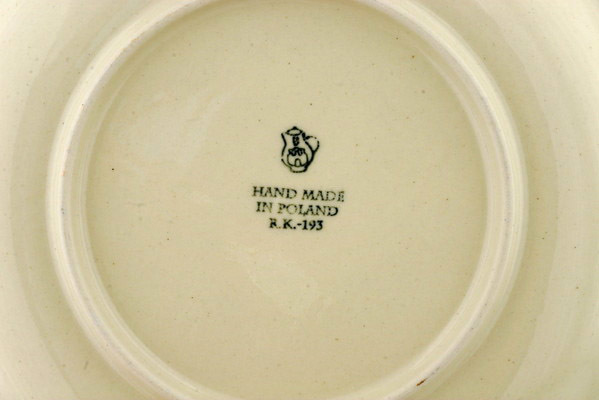 HAND MADE
IN POLAND
R.K.-193